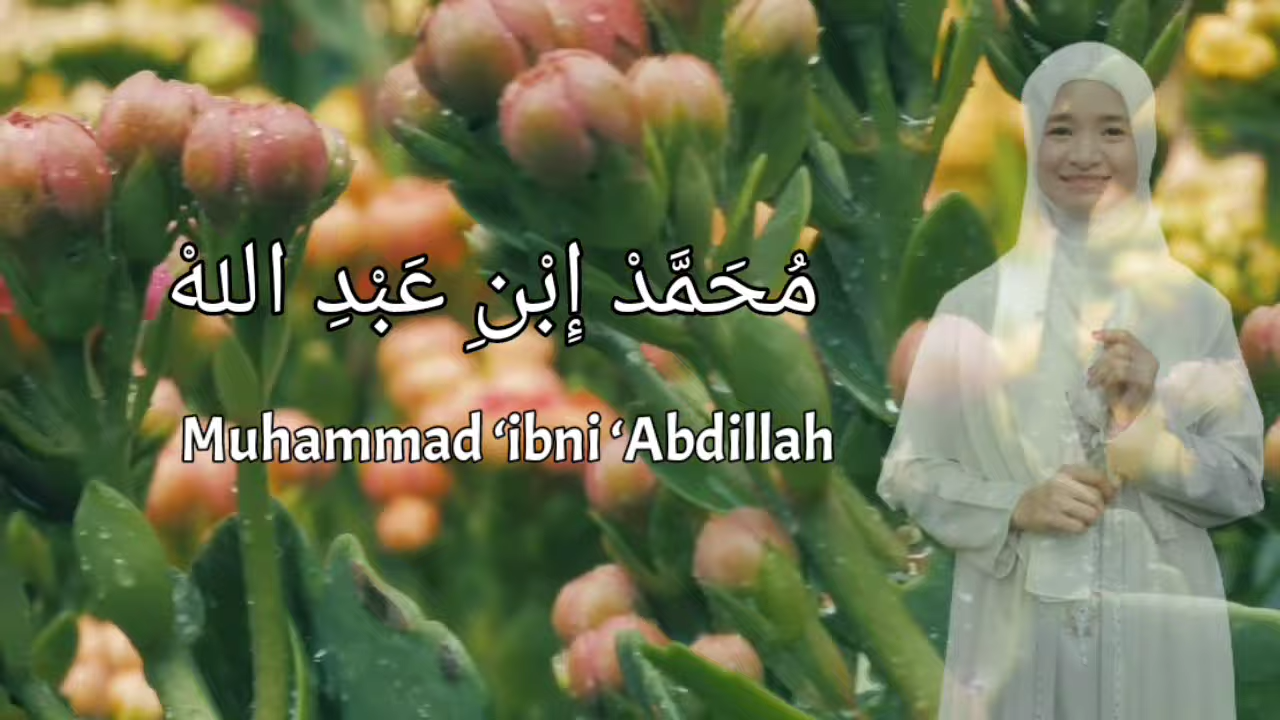 مُحَمَّدْ إِبْنِ عَبْدِ اللهْ
Muhammad ‘ibni ‘Abdillah